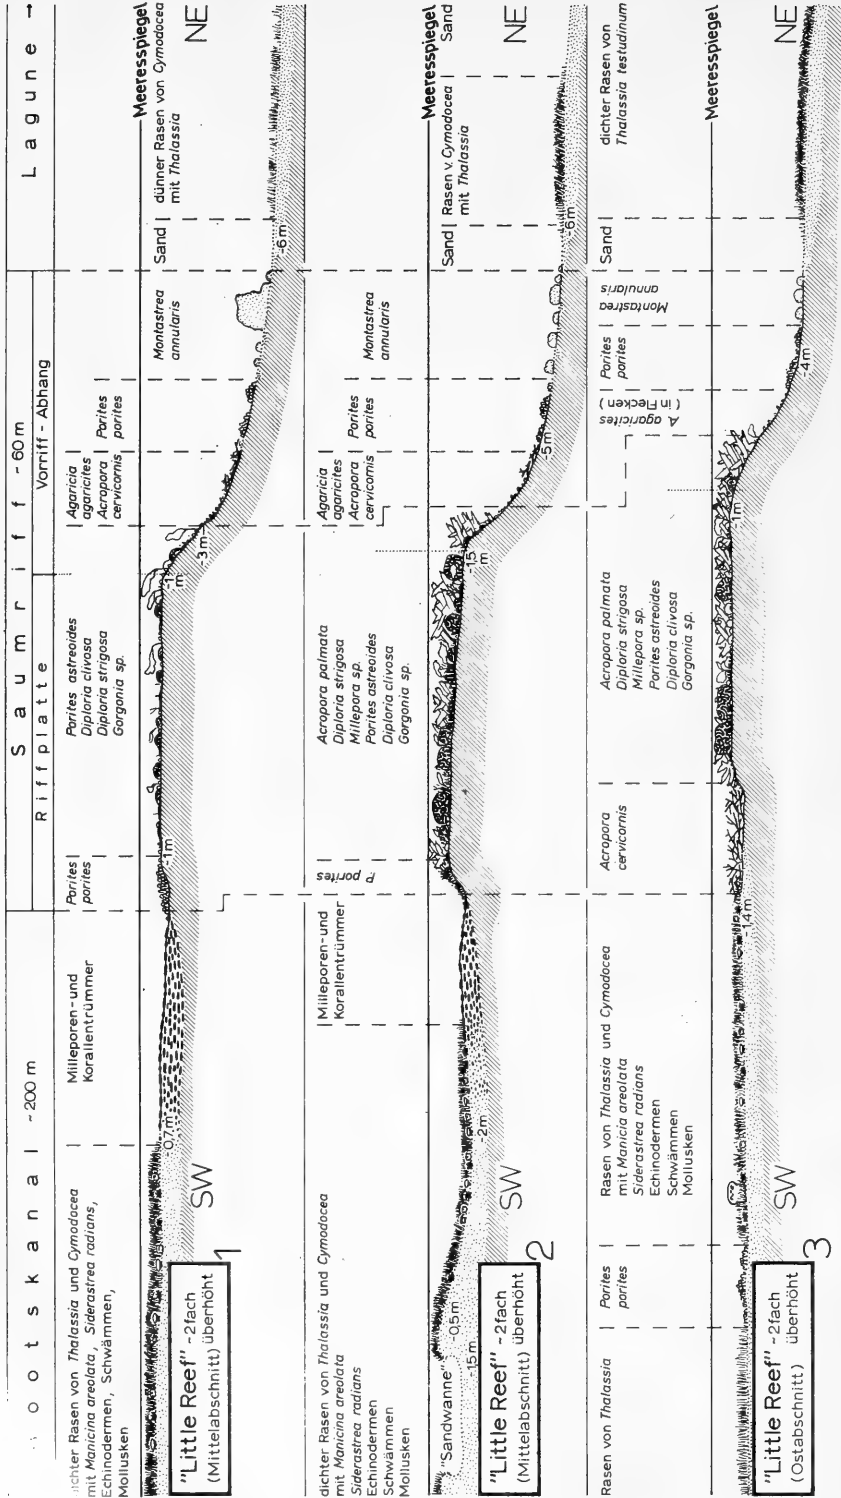 o o t s k a n a l ~200 m
S a u m r i f f ~60 m
L a g u n e →
Riffplatte
Vorriff - Abhang
ichter Rasen von Thalassia und Cymodocea
mit Manicina areolata, Siderastrea radians,
Echinodermen, Schwämmen,
Mollusken
Milleporen-und
Korallentrümmer
Porites
porites
Porites astreoides
Diploria clivosa
Diploria strigosa
Gorgonia sp.
Agaricia
agaricites
Acropora
cervicornis
Porites
porites
Montastrea
annularis
Sand
dünner Rasen von Cymodocea
mit Thalassia
Meeresspiegel
NE
-0,7m
-1m
-1
m
-3m
-6m
SW
1
"Little Reef" ~2fach
(Mittelabschnitt) überhöht
dichter Rasen von Thalassia und Cymodocea
mit Manicina areolata
Siderastrea radians
Echinodermen
Schwämmen
Mollusken
Milleporen-und
Korallentrümmer
P. porites
Acropora palmata
Diploria strigosa
Millepora sp.
Porites astreoides
Diploria clivosa
Gorgonia sp.
Agaricia
agaricites
Acropora
cervicornis
Porites
porites
Montastrea
annularis
Sand
Rasen v. Cymodocea
mit Thalassia
Sand
Meeresspiegel
NE
"Sandwanne"
-0,5m
-1,5m
-2m
-1,5
m
-5m
-6m
SW
2
"Little Reef" ~2fach
(Mittelabschnitt) überhöht
Rasen von Thalassia
Porites
porites
Rasen von Thalassia und Cymodocea
mit Manicia areolata
Siderastrea radians
Echinodermen
Schwämmen
Mollusken
Acropora
cervicornis
Acropora palmata
Diploria strigosa
Millepora sp.
Porites astreoides
Diploria clivosa
Gorgonia sp.
A. agaricites
( in Flecken )
Porites
porites
Montastrea
annularis
Sand
dichter Rasen von
Thalassia testudinum
Meeresspiegel
NE
-1,4m
-1m
-4m
SW
3
"Little Reef" ~2fach
(Ostabschnitt) überhöht